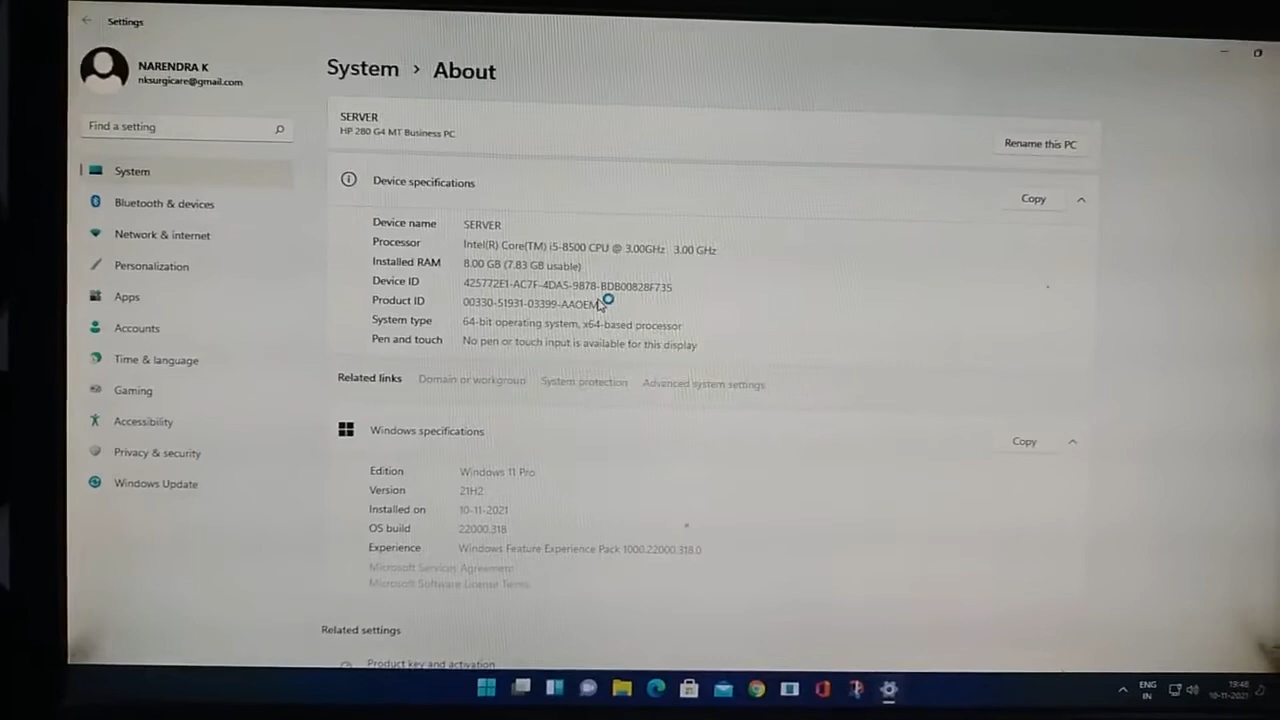 Settings
NARENDRA K
nksurgicare@gmail.com
Find a setting
System
Bluetooth & devices
Network & internet
Personalization
Apps
Accounts
Time & language
Gaming
Accessibility
Privacy & security
Windows Update
System > About
SERVER
HP 280 G4 MT Business PC
Rename this PC
Device specifications
Copy
Device name SERVER
Processor Intel(R) Core(TM) i5-8500 CPU @ 3.00GHz 3.00 GHz
Installed RAM 8.00 GB (7.83 GB usable)
Device ID 425772E1-AC7F-4DA5-9878-BDB00828F735
Product ID 00330-51931-03399-AAOEM
System type 64-bit operating system, x64-based processor
Pen and touch No pen or touch input is available for this display
Related links Domain or workgroup System protection Advanced system settings
Windows specifications
Copy
Edition Windows 11 Pro
Version 21H2
Installed on 10-11-2021
OS build 22000.318
Experience Windows Feature Experience Pack 1000.22000.318.0
Microsoft Services Agreement
Microsoft Software License Terms
Related settings
Product key and activation
ENG
IN
19:48
10-11-2021